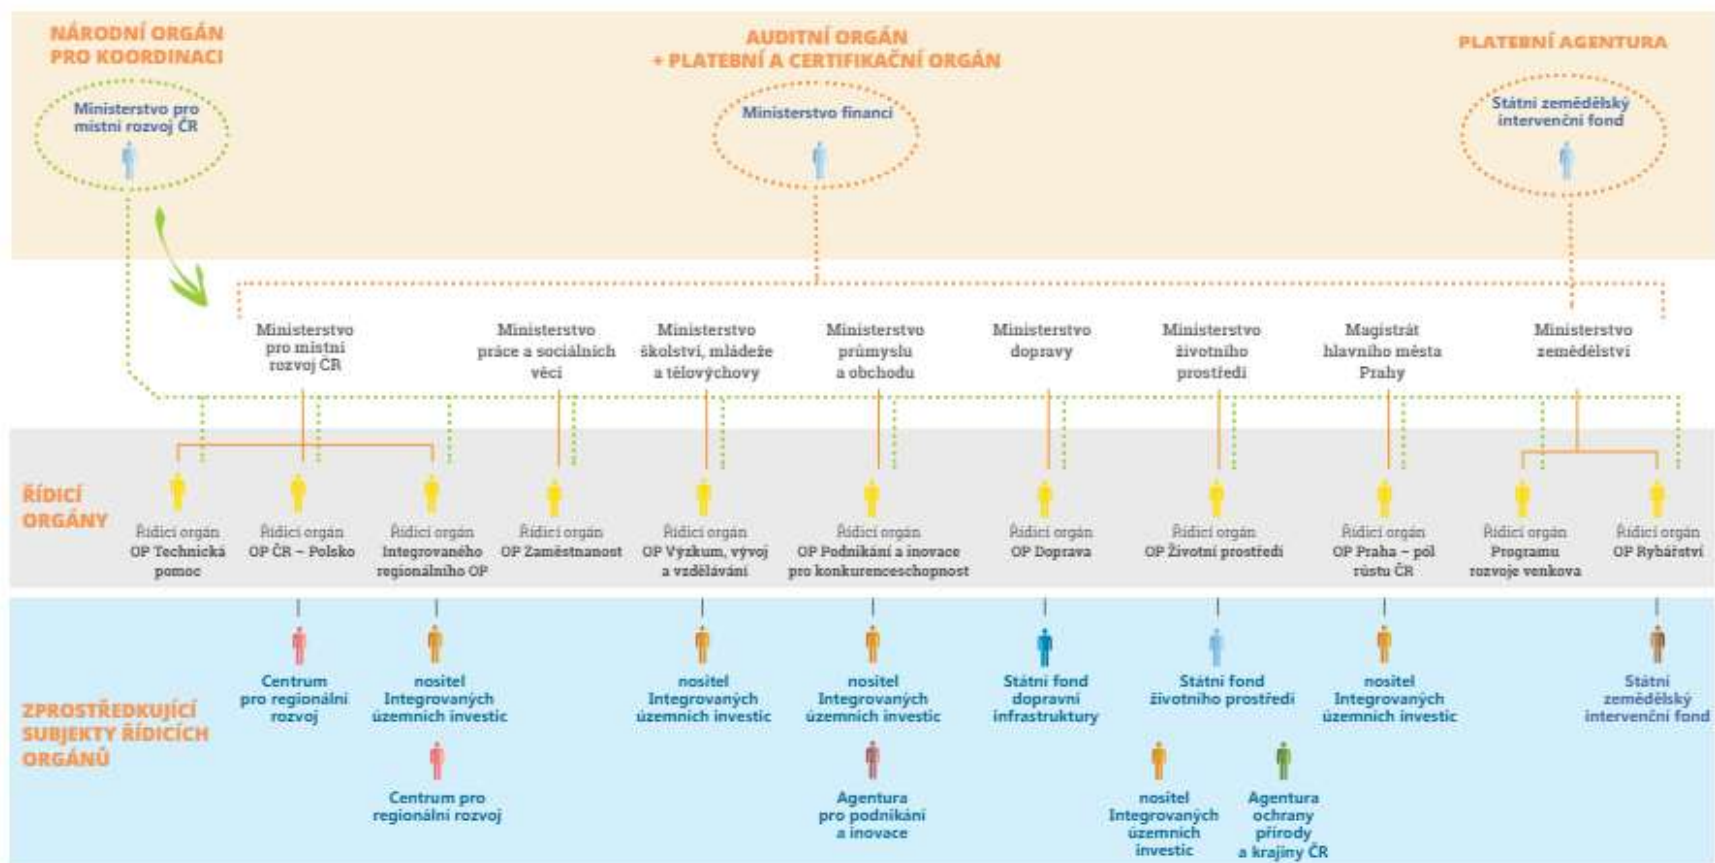 NÁRODNÍ ORGÁN
PRO KOORDINACI
Ministerstvo pro
místní rozvoj ČR
AUDITNÍ ORGÁN
+ PLATEBNÍ A CERTIFIKAČNÍ ORGÁN
Ministerstvo financí
PLATEBNÍ AGENTURA
Státní zemědělský
intervenční fond
Ministerstvo
pro místní
rozvoj ČR
Ministerstvo
práce a sociálních
věcí
Ministerstvo
školství, mládeže
a tělovýchovy
Ministerstvo
průmyslu
a obchodu
Ministerstvo
dopravy
Ministerstvo
životního
prostředí
Magistrát
hlavního města
Prahy
Ministerstvo
zemědělství
ŘÍDICÍ
ORGÁNY
Řídicí orgán
OP Technická
pomoc
Řídicí orgán
OP ČR – Polsko
Řídicí orgán
Integrovaného
regionálního OP
Řídicí orgán
OP Zaměstnanost
Řídicí orgán
OP Výzkum, vývoj
a vzdělávání
Řídicí orgán
OP Podnikání a inovace
pro konkurenceschopnost
Řídicí orgán
OP Doprava
Řídicí orgán
OP Životní prostředí
Řídicí orgán
OP Praha – pól
růstu ČR
Řídicí orgán
Programu
rozvoje venkova
Řídicí orgán
OP Rybářství
ZPROSTŘEDKUJÍCÍ
SUBJEKTY ŘÍDICÍCH
ORGÁNŮ
Centrum
pro regionální
rozvoj
nositel
Integrovaných
územních investic
Centrum pro
regionální rozvoj
nositel
Integrovaných
územních investic
nositel
Integrovaných
územních investic
Agentura
pro podnikání
a inovace
Státní fond
dopravní
infrastruktury
Státní fond
životního prostředí
nositel
Integrovaných
územních
investic
Agentura
ochrany
přírody
a krajiny ČR
nositel
Integrovaných
územních investic
Státní
zemědělský
intervenční fond